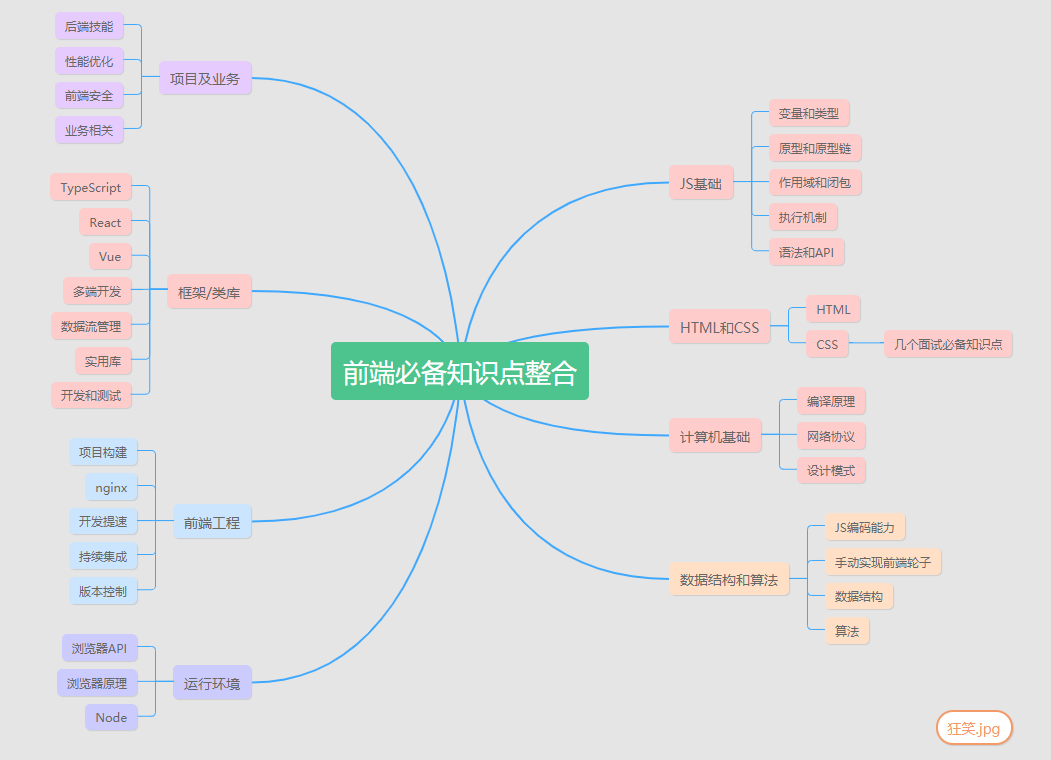 前端必备知识点整合
项目及业务
后端技能
性能优化
前端安全
业务相关
框架/类库
TypeScript
React
Vue
多端开发
数据流管理
实用库
开发和测试
前端工程
项目构建
nginx
开发提速
持续集成
版本控制
运行环境
浏览器API
浏览器原理
Node
JS基础
变量和类型
原型和原型链
作用域和闭包
执行机制
语法和API
HTML和CSS
HTML
CSS
几个面试必备知识点
计算机基础
编译原理
网络协议
设计模式
数据结构和算法
JS编码能力
手动实现前端轮子
数据结构
算法
狂笑.jpg